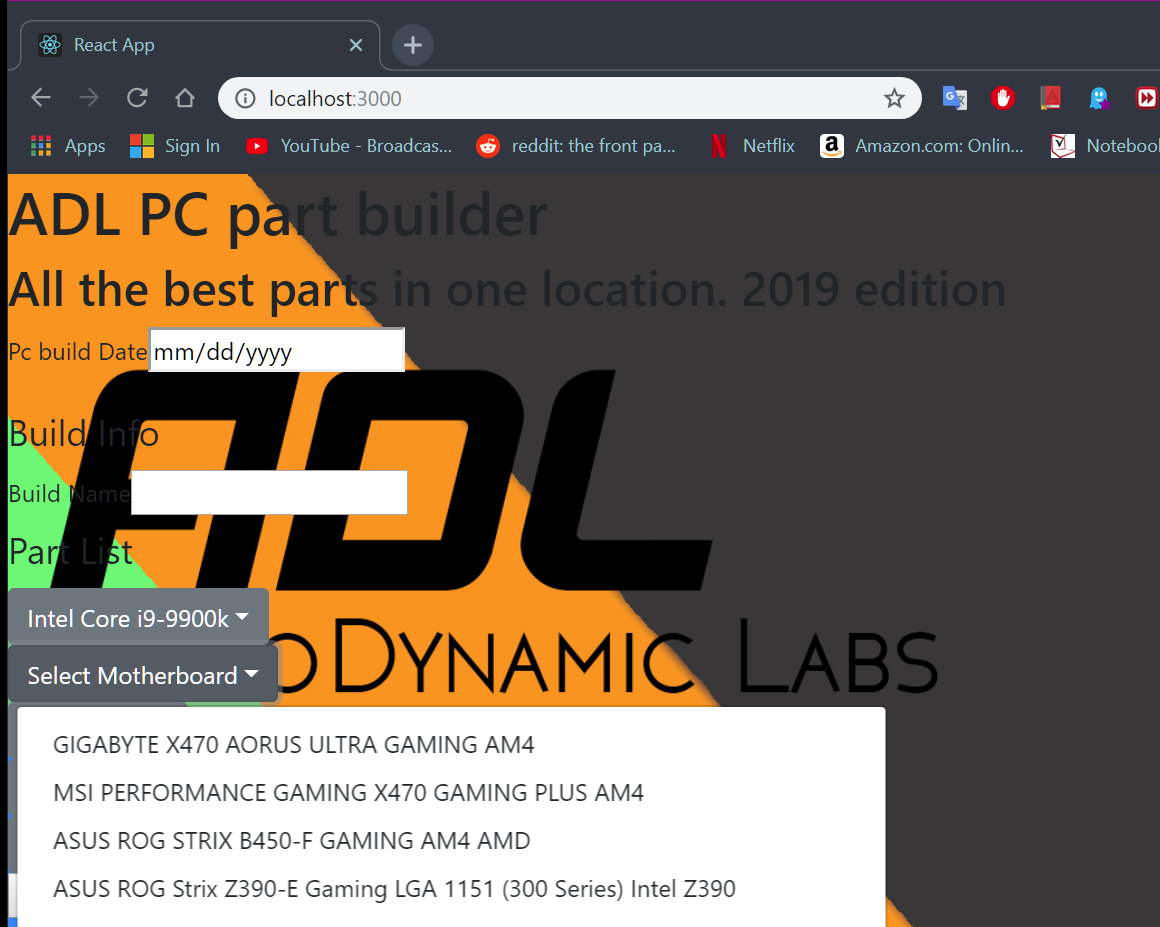 React App
localhost:3000
Apps Sign In YouTube - Broadcas... reddit: the front pa... Netflix Amazon.com: Onlin... Notebool
ADL PC part builder
All the best parts in one location. 2019 edition
Pc build Date mm/dd/yyyy
ADL
Build Info
Build Name
Part List
Intel Core i9-9900k
oDynamic Labs
Select Motherboard
GIGABYTE X470 AORUS ULTRA GAMING AM4
MSI PERFORMANCE GAMING X470 GAMING PLUS AM4
ASUS ROG STRIX B450-F GAMING AM4 AMD
ASUS ROG Strix Z390-E Gaming LGA 1151 (300 Series) Intel Z390